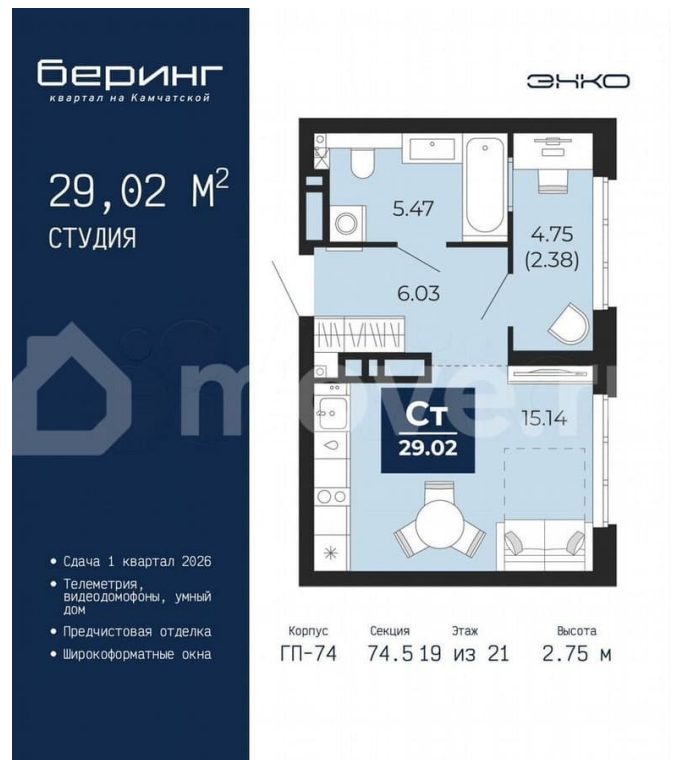 беринг
квартал на Камчатской
ЭНКО
29,02 М²
СТУДИЯ
5.47
4.75
(2.38)
6.03
move.ru
Ст
29.02
15.14
• Сдача 1 квартал 2026
• Телеметрия,
видеодомофоны, умный
дом
• Предчистовая отделка
• Широкоформатные окна
Корпус Секция Этаж Высота
ГП-74 74.5 19 из 21 2.75 м